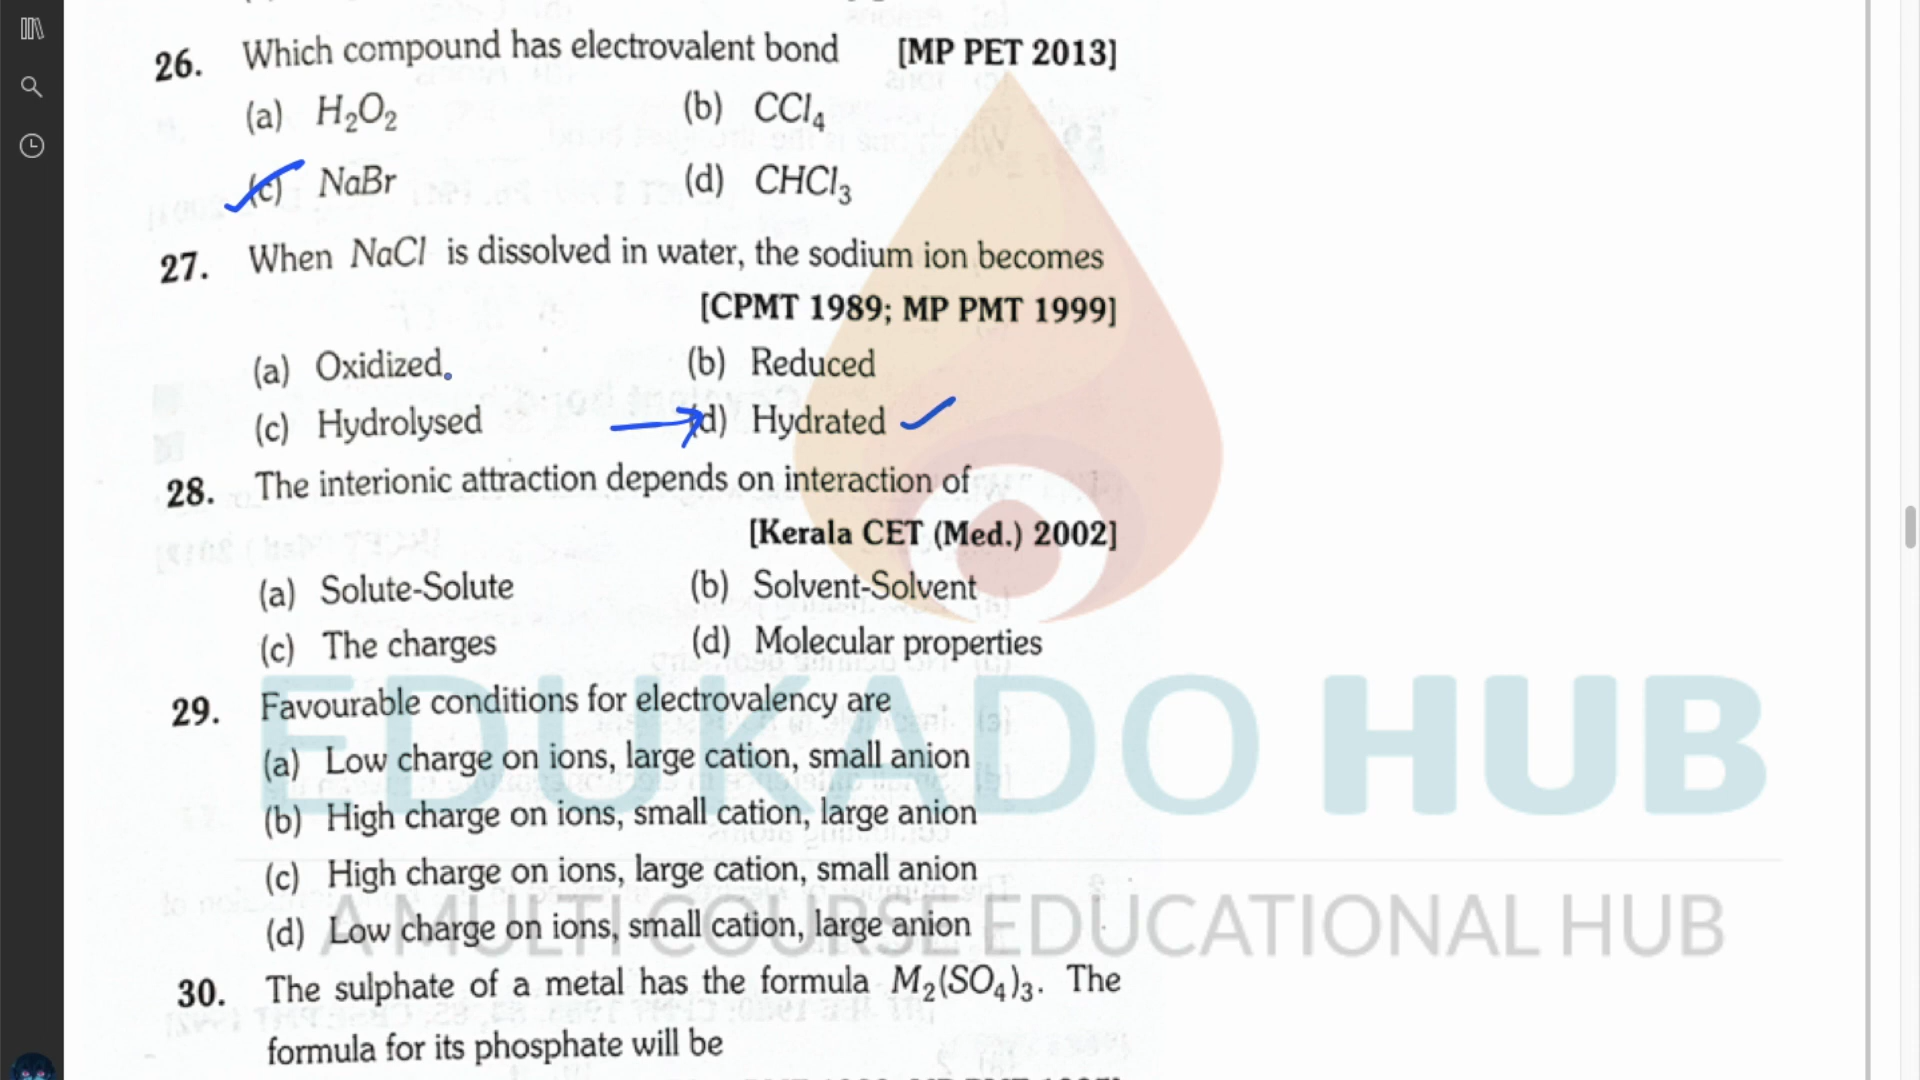 26. Which compound has electrovalent bond [MP PET 2013]
(a) H₂O₂ (b) CCl₄
(c) NaBr (d) CHCl₃
27. When NaCl is dissolved in water, the sodium ion becomes
[CPMT 1989; MP PMT 1999]
(a) Oxidized (b) Reduced
(c) Hydrolysed (d) Hydrated
28. The interionic attraction depends on interaction of
[Kerala CET (Med.) 2002]
(a) Solute-Solute (b) Solvent-Solvent
(c) The charges (d) Molecular properties
29. Favourable conditions for electrovalency are
(a) Low charge on ions, large cation, small anion
(b) High charge on ions, small cation, large anion
(c) High charge on ions, large cation, small anion
(d) Low charge on ions, small cation, large anion
30. The sulphate of a metal has the formula M₂(SO₄)₃. The
formula for its phosphate will be
EDUKADO HUB
A MULTI COURSE EDUCATIONAL HUB